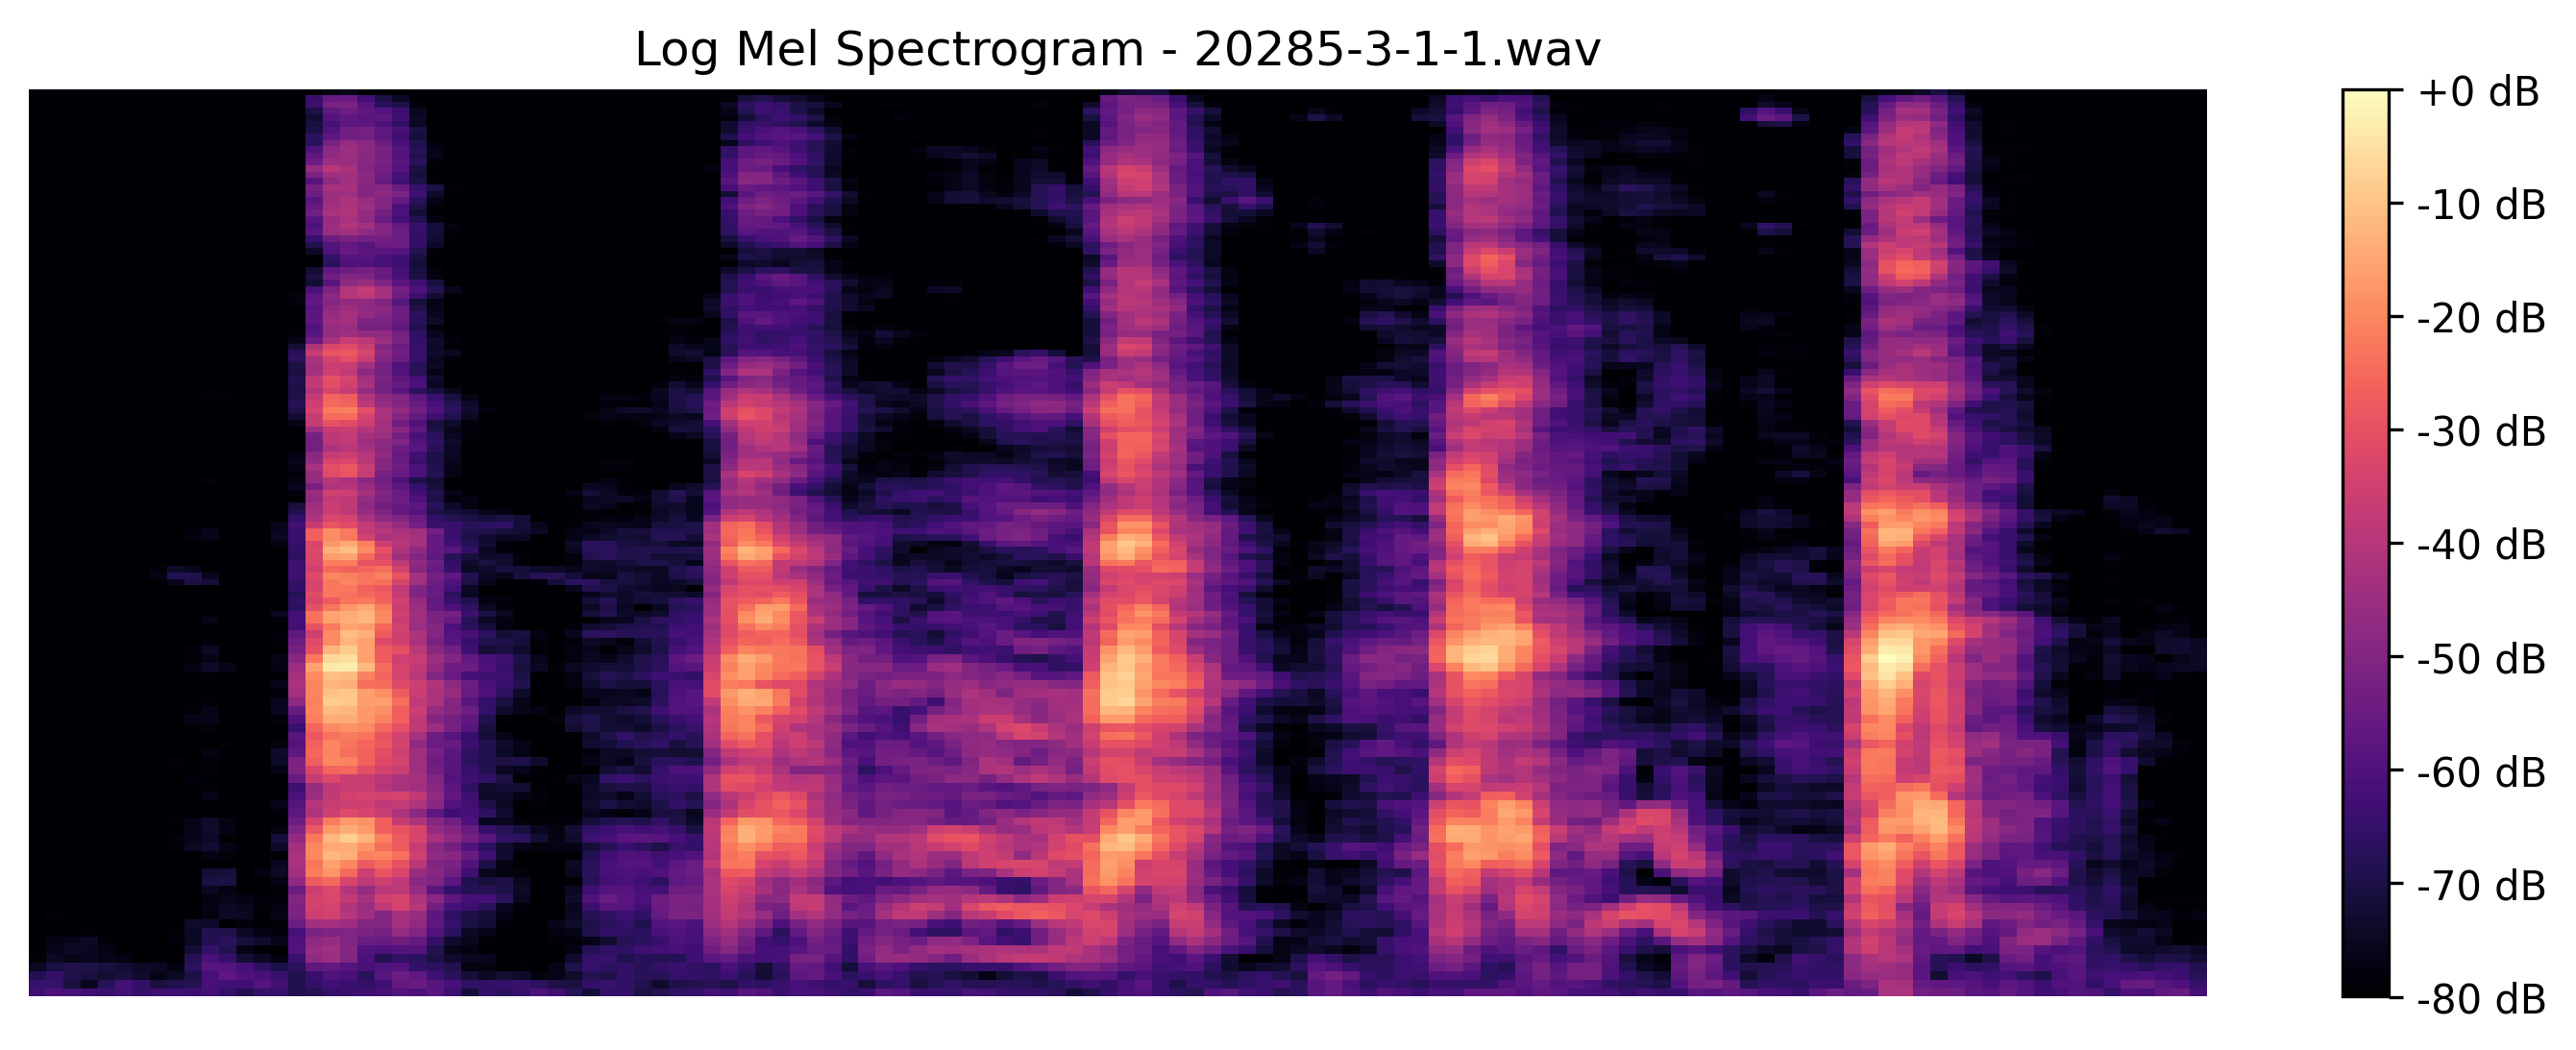 Log Mel Spectrogram - 20285-3-1-1.wav
+0 dB
-10 dB
-20 dB
-30 dB
-40 dB
-50 dB
-60 dB
-70 dB
-80 dB